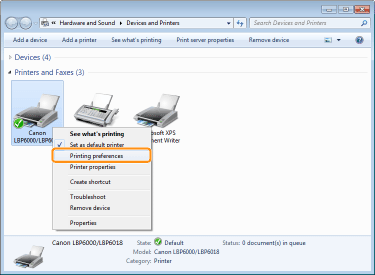 Hardware and Sound ▸ Devices and Printers
Search Devices and Printers
Add a device Add a printer See what's printing Print server properties Remove device
Devices (4)
Printers and Faxes (3)
Canon
LBP6000/LBP6018
osoft XPS
ment Writer
See what's printing
Set as default printer
Printing preferences
Printer properties
Create shortcut
Troubleshoot
Remove device
Properties
Canon LBP6000/LBP6018 State: Default Status: 0 document(s) in queue
Model: Canon LBP6000/LBP6018
Category: Printer